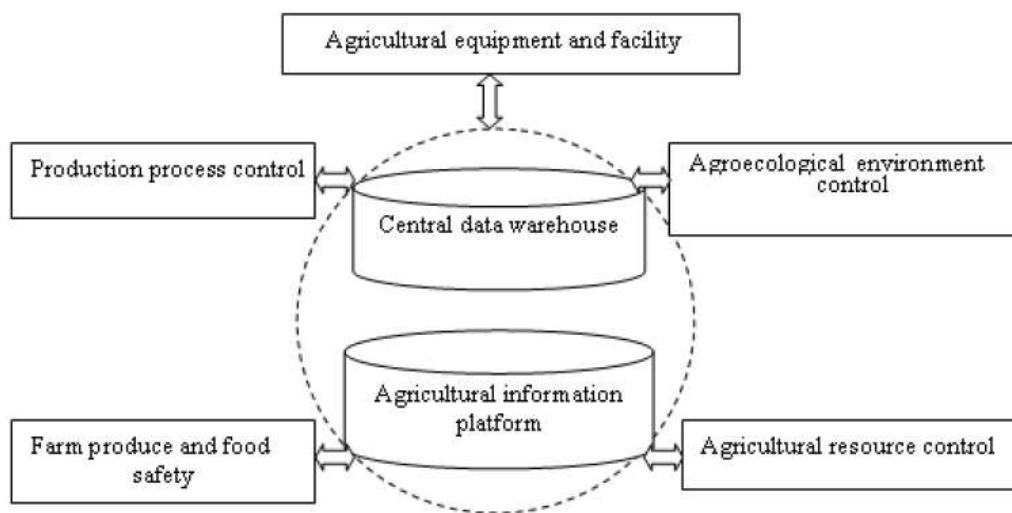 Agricultural equipment and facility
Production process control
Agroecological environment
control
Central data warehouse
Agricultural information
platform
Farm produce and food
safety
Agricultural resource control